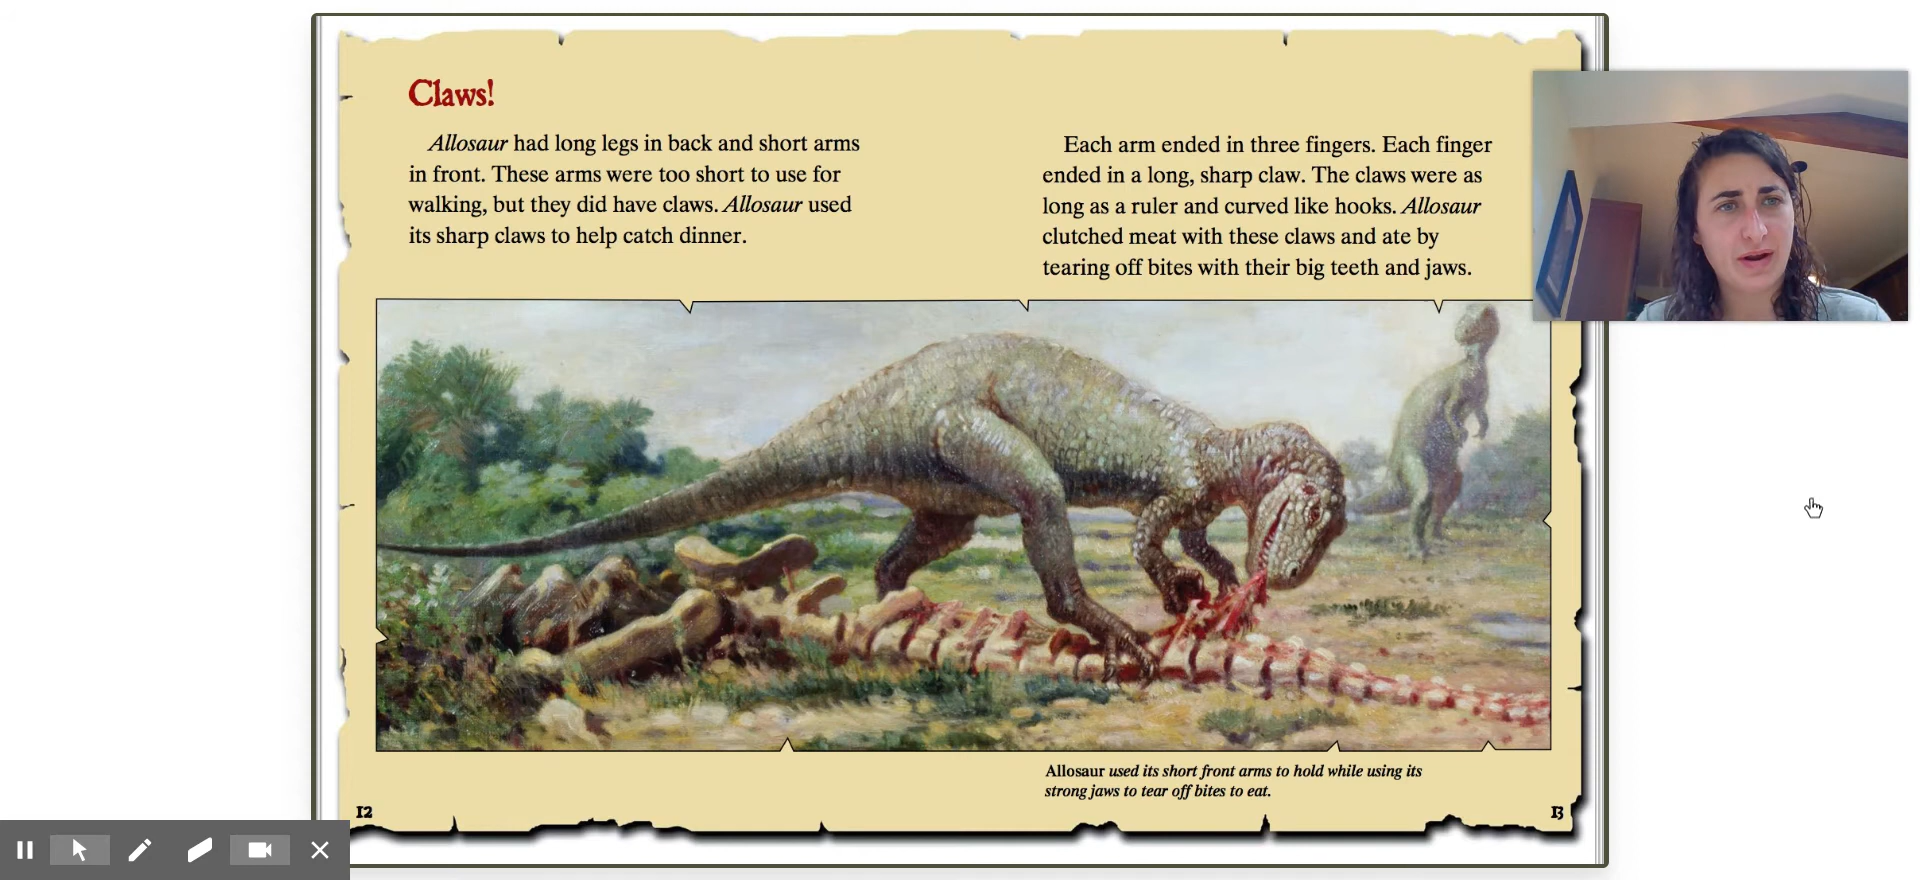 Claws!
Allosaur had long legs in back and short arms
in front. These arms were too short to use for
walking, but they did have claws. Allosaur used
its sharp claws to help catch dinner.
Each arm ended in three fingers. Each finger
ended in a long, sharp claw. The claws were as
long as a ruler and curved like hooks. Allosaur
clutched meat with these claws and ate by
tearing off bites with their big teeth and jaws.
Allosaur used its short front arms to hold while using its
strong jaws to tear off bites to eat.
12
13